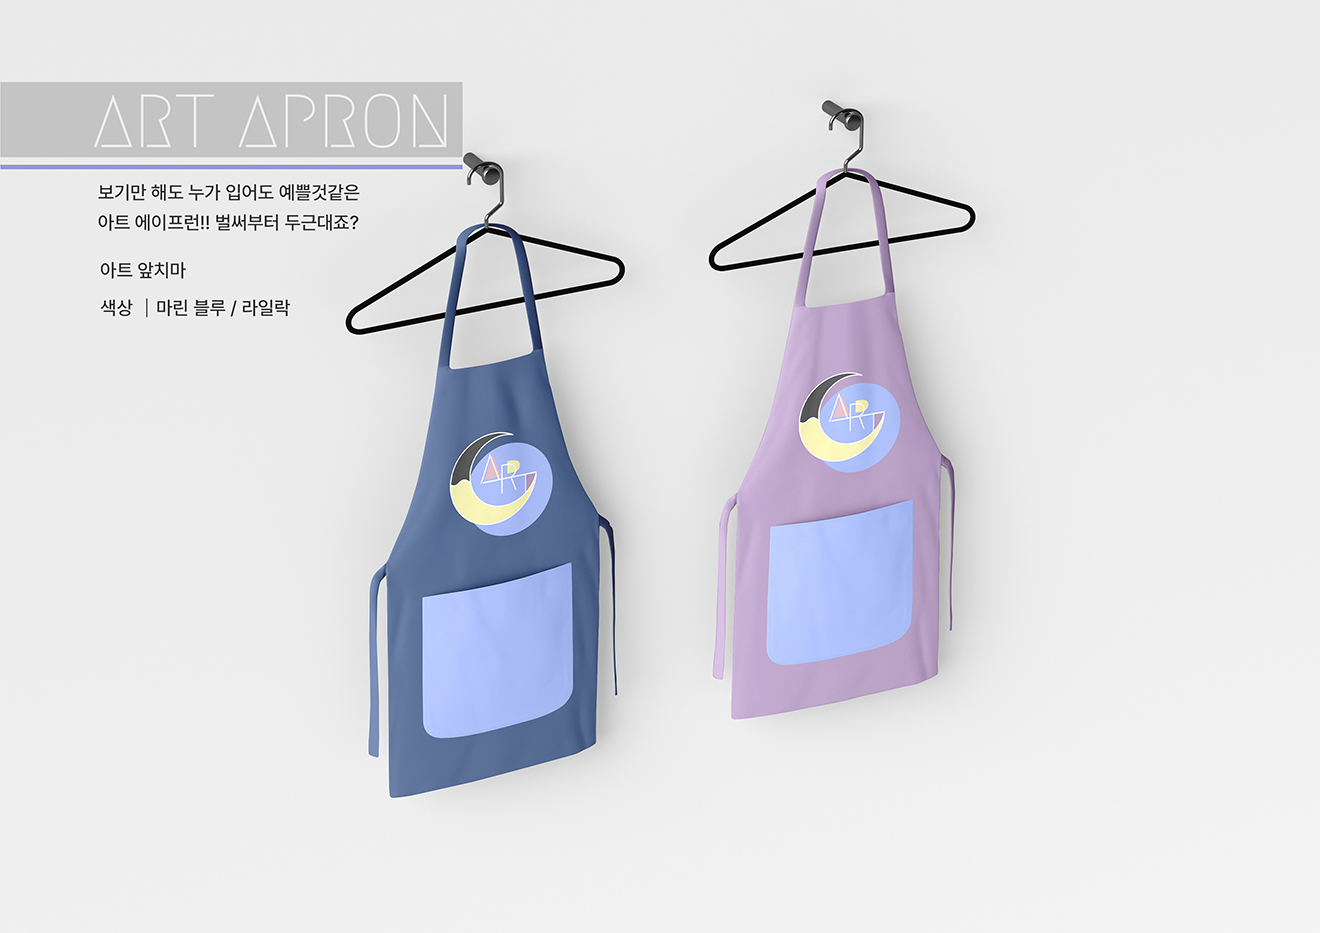 ART APRON
보기만 해도 누가 입어도 예쁠것같은
아트 에이프런!! 벌써부터 두근대죠?
아트 앞치마
색상 | 마린 블루 / 라일락
ART
ART